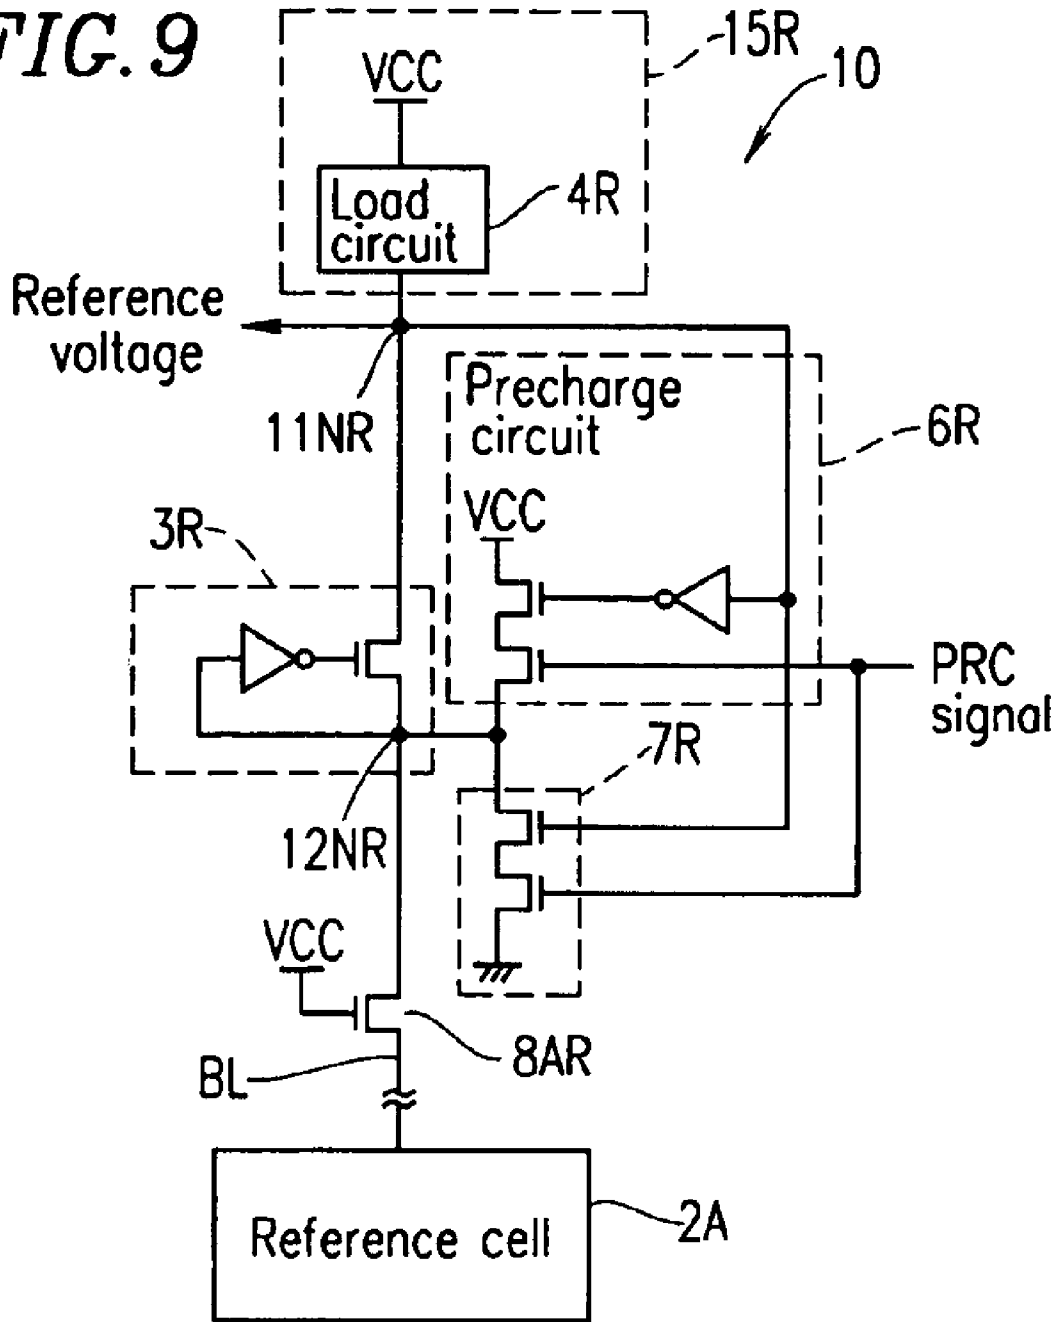 FIG. 9
15R
10
VCC
Load
circuit
4R
Reference
voltage
11NR
Precharge
circuit
6R
VCC
3R
PRC
signal
7R
12NR
VCC
8AR
BL
Reference cell
2A